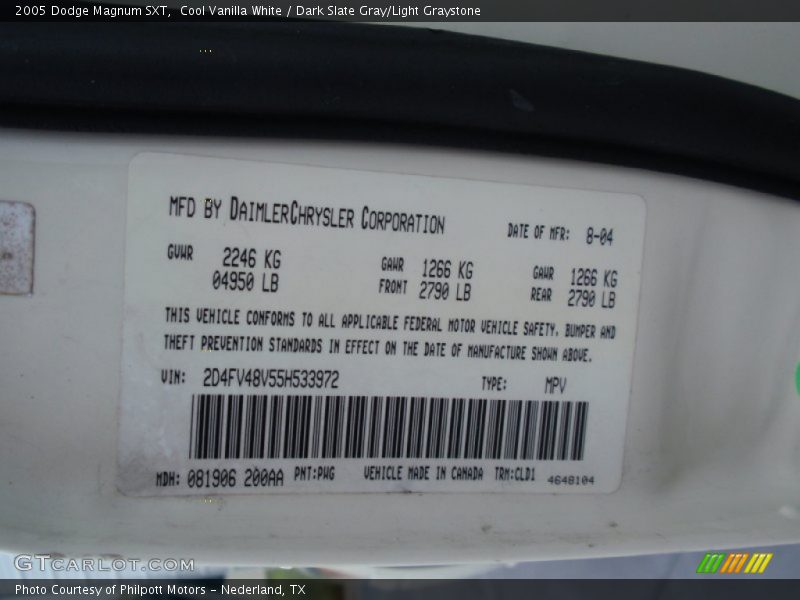 2005 Dodge Magnum SXT, Cool Vanilla White / Dark Slate Gray/Light Graystone
MFD BY DAIMLERCHRYSLER CORPORATION DATE OF MFR: 8-04
GVWR 2246 KG GAWR 1266 KG GAWR 1266 KG
04950 LB FRONT 2790 LB REAR 2790 LB
THIS VEHICLE CONFORMS TO ALL APPLICABLE FEDERAL MOTOR VEHICLE SAFETY, BUMPER AND
THEFT PREVENTION STANDARDS IN EFFECT ON THE DATE OF MANUFACTURE SHOWN ABOVE.
VIN: 2D4FV48V55H533972 TYPE: MPV
MDH: 081906 200AA PNT:PWG VEHICLE MADE IN CANADA TRM:CLD1 4648104
GTCARLOT.COM
Photo Courtesy of Philpott Motors - Nederland, TX